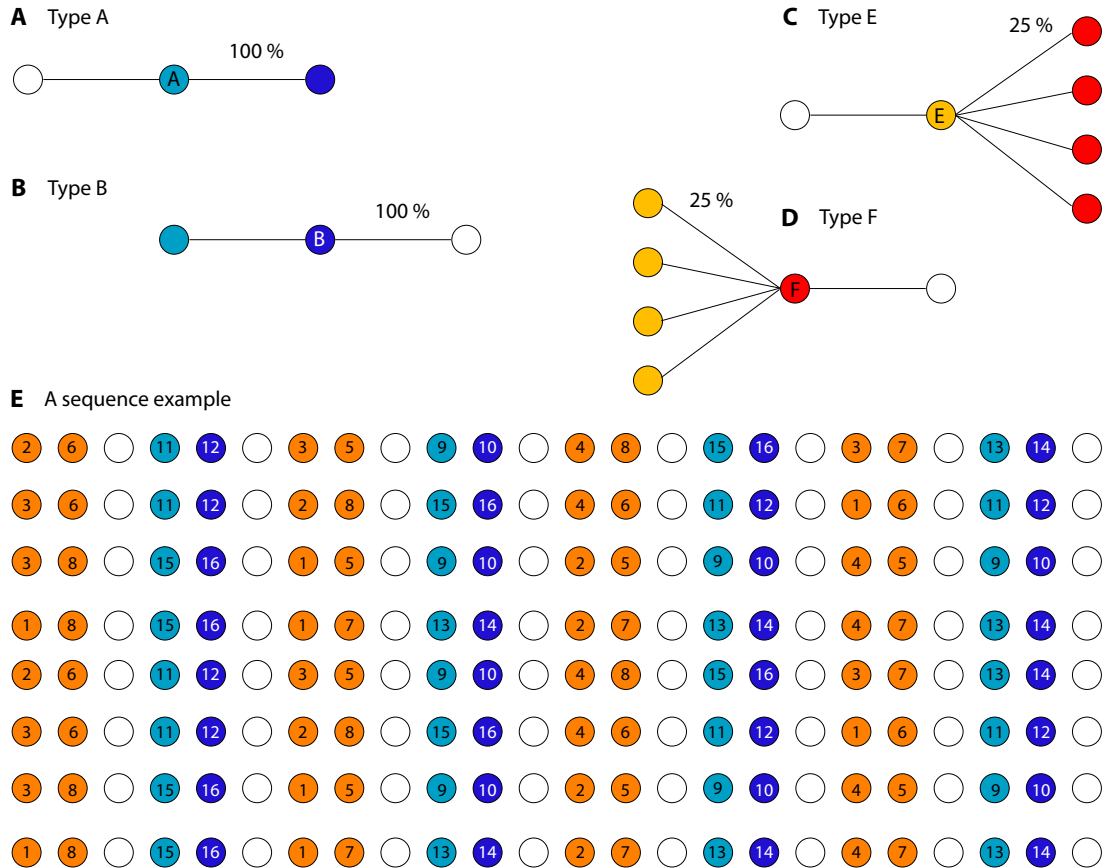 A Type A
100 %
A
B Type B
100 %
B
C Type E
25 %
E
25 %
D Type F
F
E A sequence example
2 6 11 12 3 5 9 10 4 8 15 16 3 7 13 14
3 6 11 12 2 8 15 16 4 6 11 12 1 6 11 12
3 8 15 16 1 5 9 10 2 5 9 10 4 5 9 10
1 8 15 16 1 7 13 14 2 7 13 14 4 7 13 14
2 6 11 12 3 5 9 10 4 8 15 16 3 7 13 14
3 6 11 12 2 8 15 16 4 6 11 12 1 6 11 12
3 8 15 16 1 5 9 10 2 5 9 10 4 5 9 10
1 8 15 16 1 7 13 14 2 7 13 14 4 7 13 14